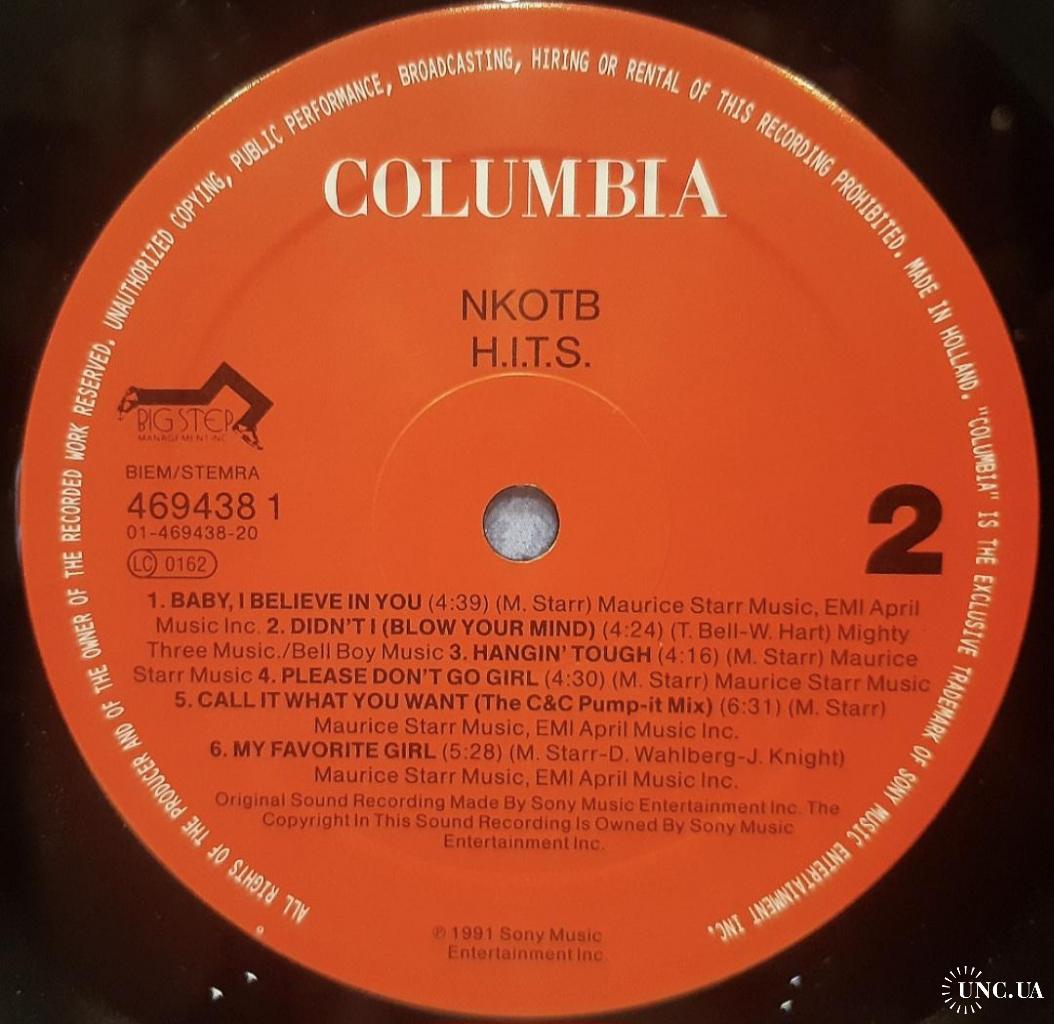 ALL RIGHTS OF THE PRODUCER AND OF THE OWNER OF THE RECORDED WORK RESERVED. UNAUTHORIZED COPYING, PUBLIC PERFORMANCE, BROADCASTING, HIRING OR RENTAL OF THIS RECORDING PROHIBITED. MADE IN HOLLAND. "COLUMBIA" IS THE EXCLUSIVE TRADEMARK OF SONY MUSIC ENTERTAINMENT INC.
COLUMBIA
NKOTB
H.I.T.S.
BIG STEP
MANAGEMENT INC
BIEM/STEMRA
469438 1
01-469438-20
LC 0162
2
1. BABY, I BELIEVE IN YOU (4:39) (M. Starr) Maurice Starr Music, EMI April
Music Inc. 2. DIDN'T I (BLOW YOUR MIND) (4:24) (T. Bell-W. Hart) Mighty
Three Music./Bell Boy Music 3. HANGIN' TOUGH (4:16) (M. Starr) Maurice
Starr Music 4. PLEASE DON'T GO GIRL (4:30) (M. Starr) Maurice Starr Music
5. CALL IT WHAT YOU WANT (The C&C Pump-it Mix) (6:31) (M. Starr)
Maurice Starr Music, EMI April Music Inc.
6. MY FAVORITE GIRL (5:28) (M. Starr-D. Wahlberg-J. Knight)
Maurice Starr Music, EMI April Music Inc.
Original Sound Recording Made By Sony Music Entertainment Inc. The
Copyright In This Sound Recording Is Owned By Sony Music
Entertainment Inc.
℗ 1991 Sony Music
Entertainment Inc.
UNC.UA